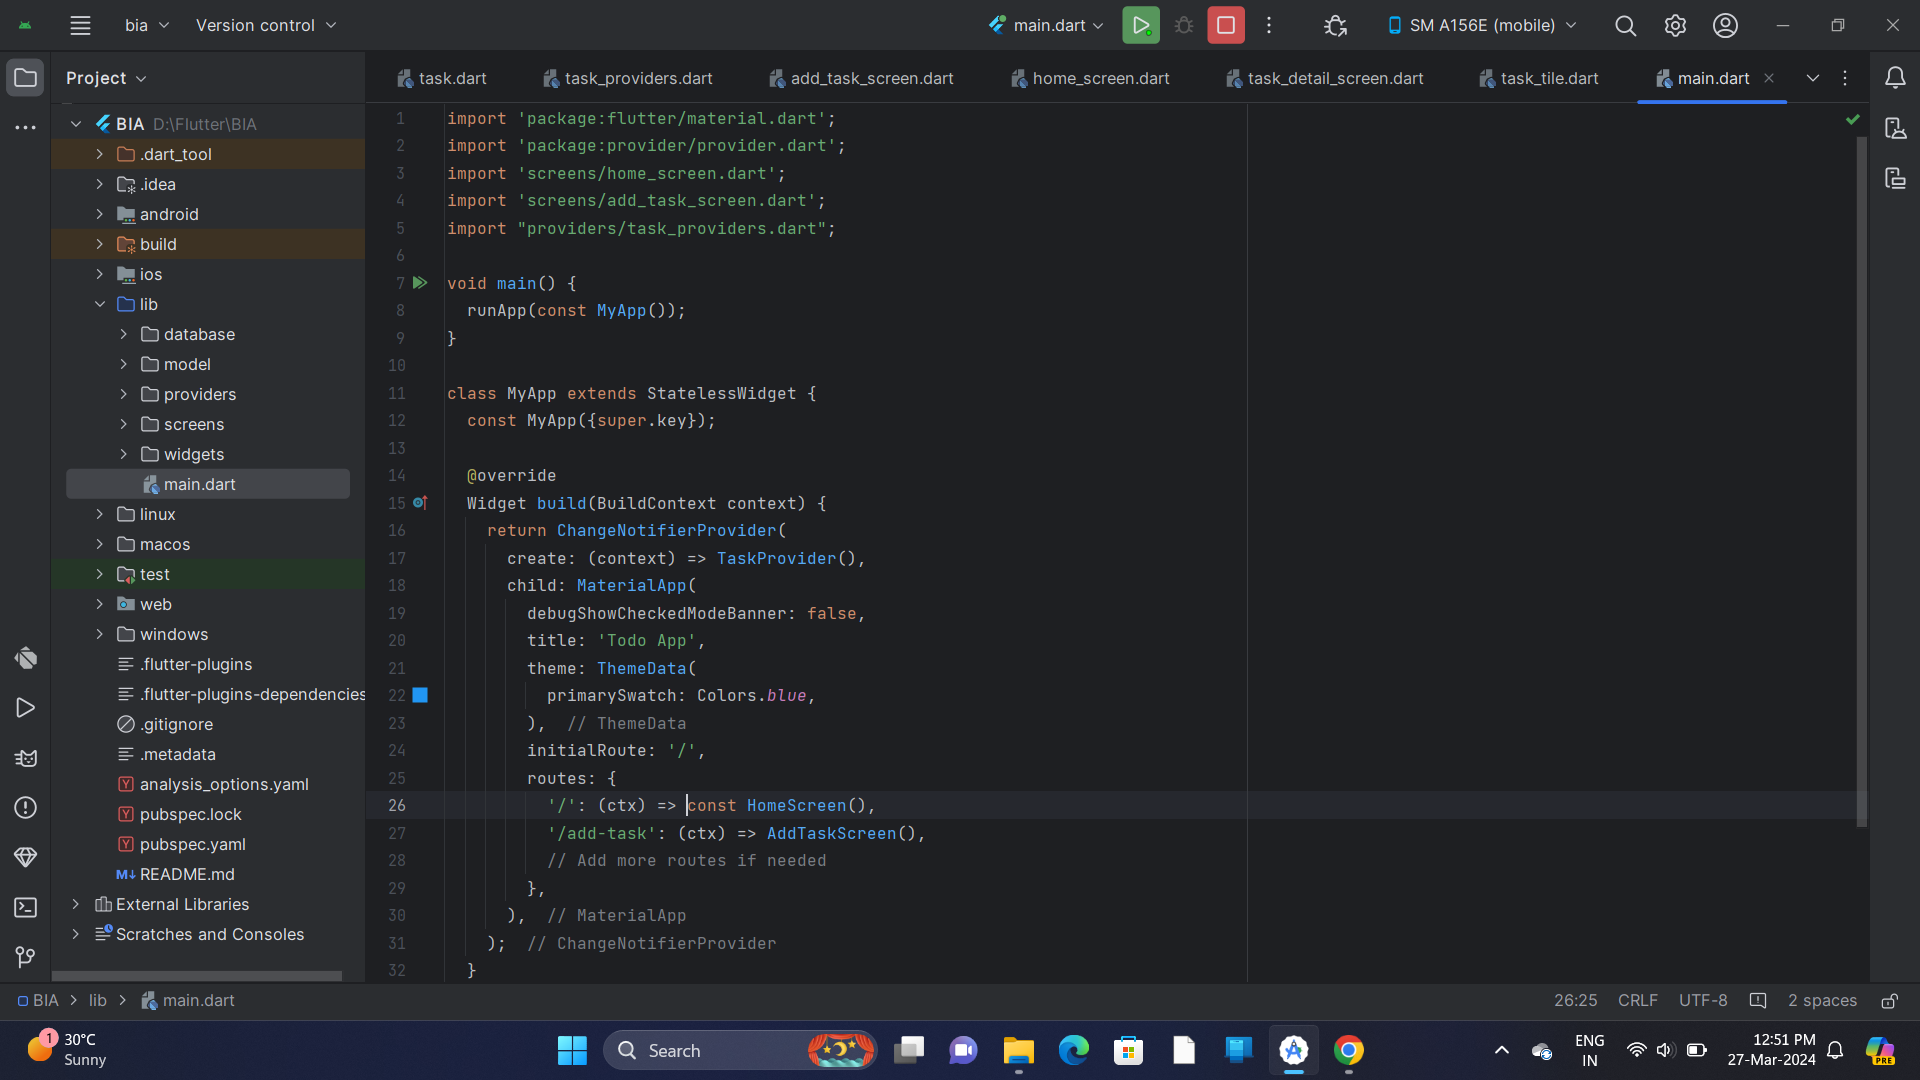 bia
Version control
main.dart
SM A156E (mobile)
Project
task.dart
task_providers.dart
add_task_screen.dart
home_screen.dart
task_detail_screen.dart
task_tile.dart
main.dart
BIA D:\Flutter\BIA
.dart_tool
.idea
android
build
ios
lib
database
model
providers
screens
widgets
main.dart
linux
macos
test
web
windows
.flutter-plugins
.flutter-plugins-dependencies
.gitignore
.metadata
analysis_options.yaml
pubspec.lock
pubspec.yaml
M↓ README.md
External Libraries
Scratches and Consoles
1 import 'package:flutter/material.dart';
2 import 'package:provider/provider.dart';
3 import 'screens/home_screen.dart';
4 import 'screens/add_task_screen.dart';
5 import "providers/task_providers.dart";
6
7 void main() {
8 runApp(const MyApp());
9 }
10
11 class MyApp extends StatelessWidget {
12 const MyApp({super.key});
13
14 @override
15 Widget build(BuildContext context) {
16 return ChangeNotifierProvider(
17 create: (context) => TaskProvider(),
18 child: MaterialApp(
19 debugShowCheckedModeBanner: false,
20 title: 'Todo App',
21 theme: ThemeData(
22 primarySwatch: Colors.blue,
23 ), // ThemeData
24 initialRoute: '/',
25 routes: {
26 '/': (ctx) => const HomeScreen(),
27 '/add-task': (ctx) => AddTaskScreen(),
28 // Add more routes if needed
29 },
30 ), // MaterialApp
31 ); // ChangeNotifierProvider
32 }
BIA > lib > main.dart
26:25 CRLF UTF-8 2 spaces
1
30°C
Sunny
Search
ENG
IN
12:51 PM
27-Mar-2024
PRE